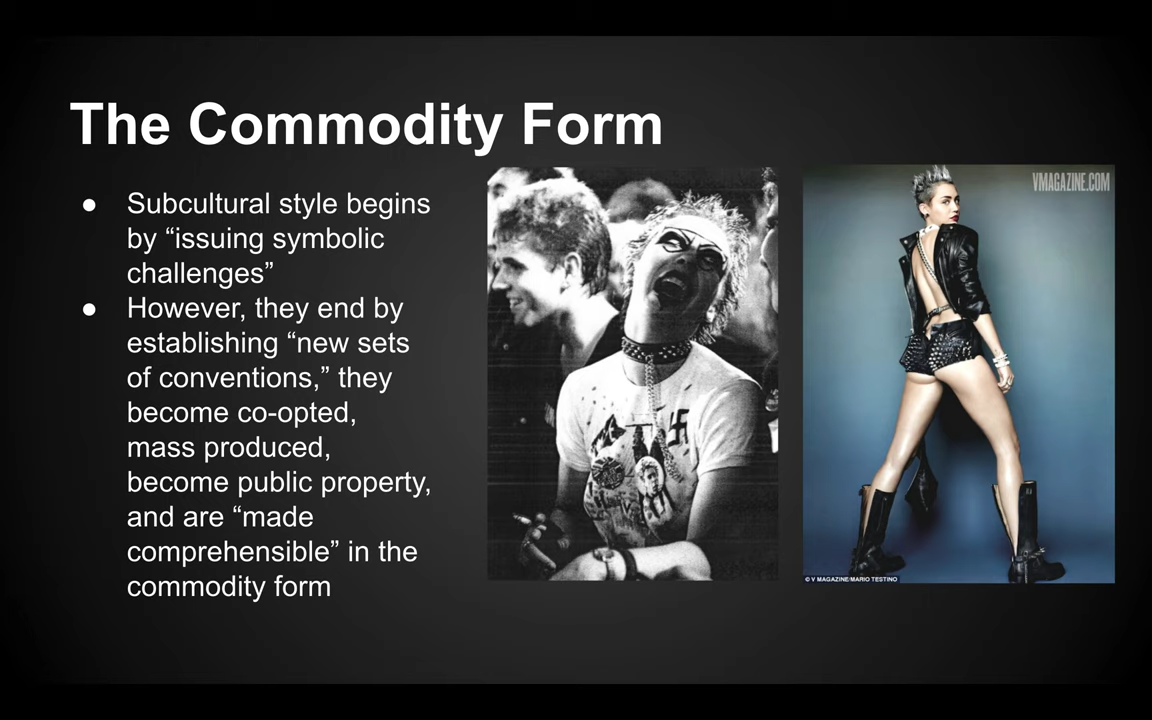 The Commodity Form
● Subcultural style begins
by “issuing symbolic
challenges”
● However, they end by
establishing “new sets
of conventions,” they
become co-opted,
mass produced,
become public property,
and are “made
comprehensible” in the
commodity form
VMAGAZINE.COM
© V MAGAZINE/MARIO TESTINO